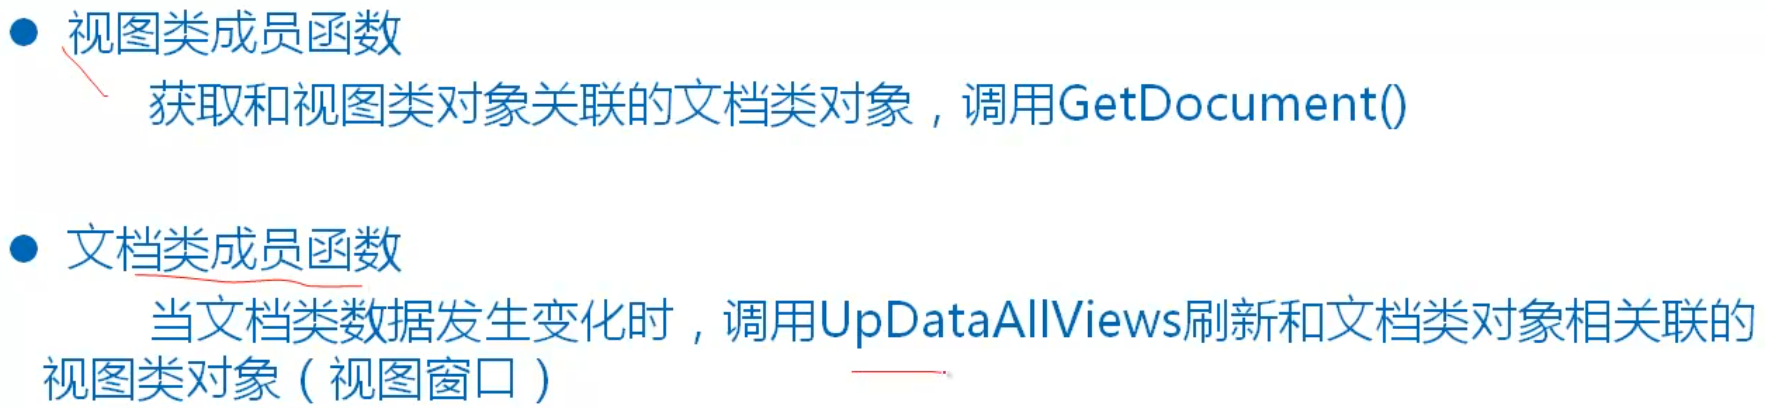 ● 视图类成员函数
获取和视图类对象关联的文档类对象，调用GetDocument()
● 文档类成员函数
当文档类数据发生变化时，调用UpDataAllViews刷新和文档类对象相关联的
视图类对象（视图窗口）